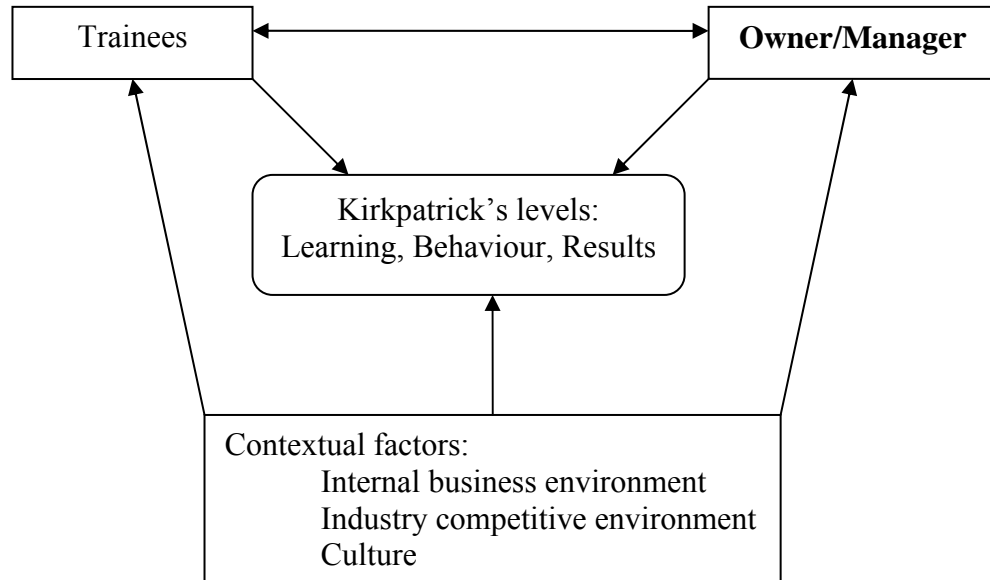 Trainees
Owner/Manager
Kirkpatrick’s levels:
Learning, Behaviour, Results
Contextual factors:
Internal business environment
Industry competitive environment
Culture